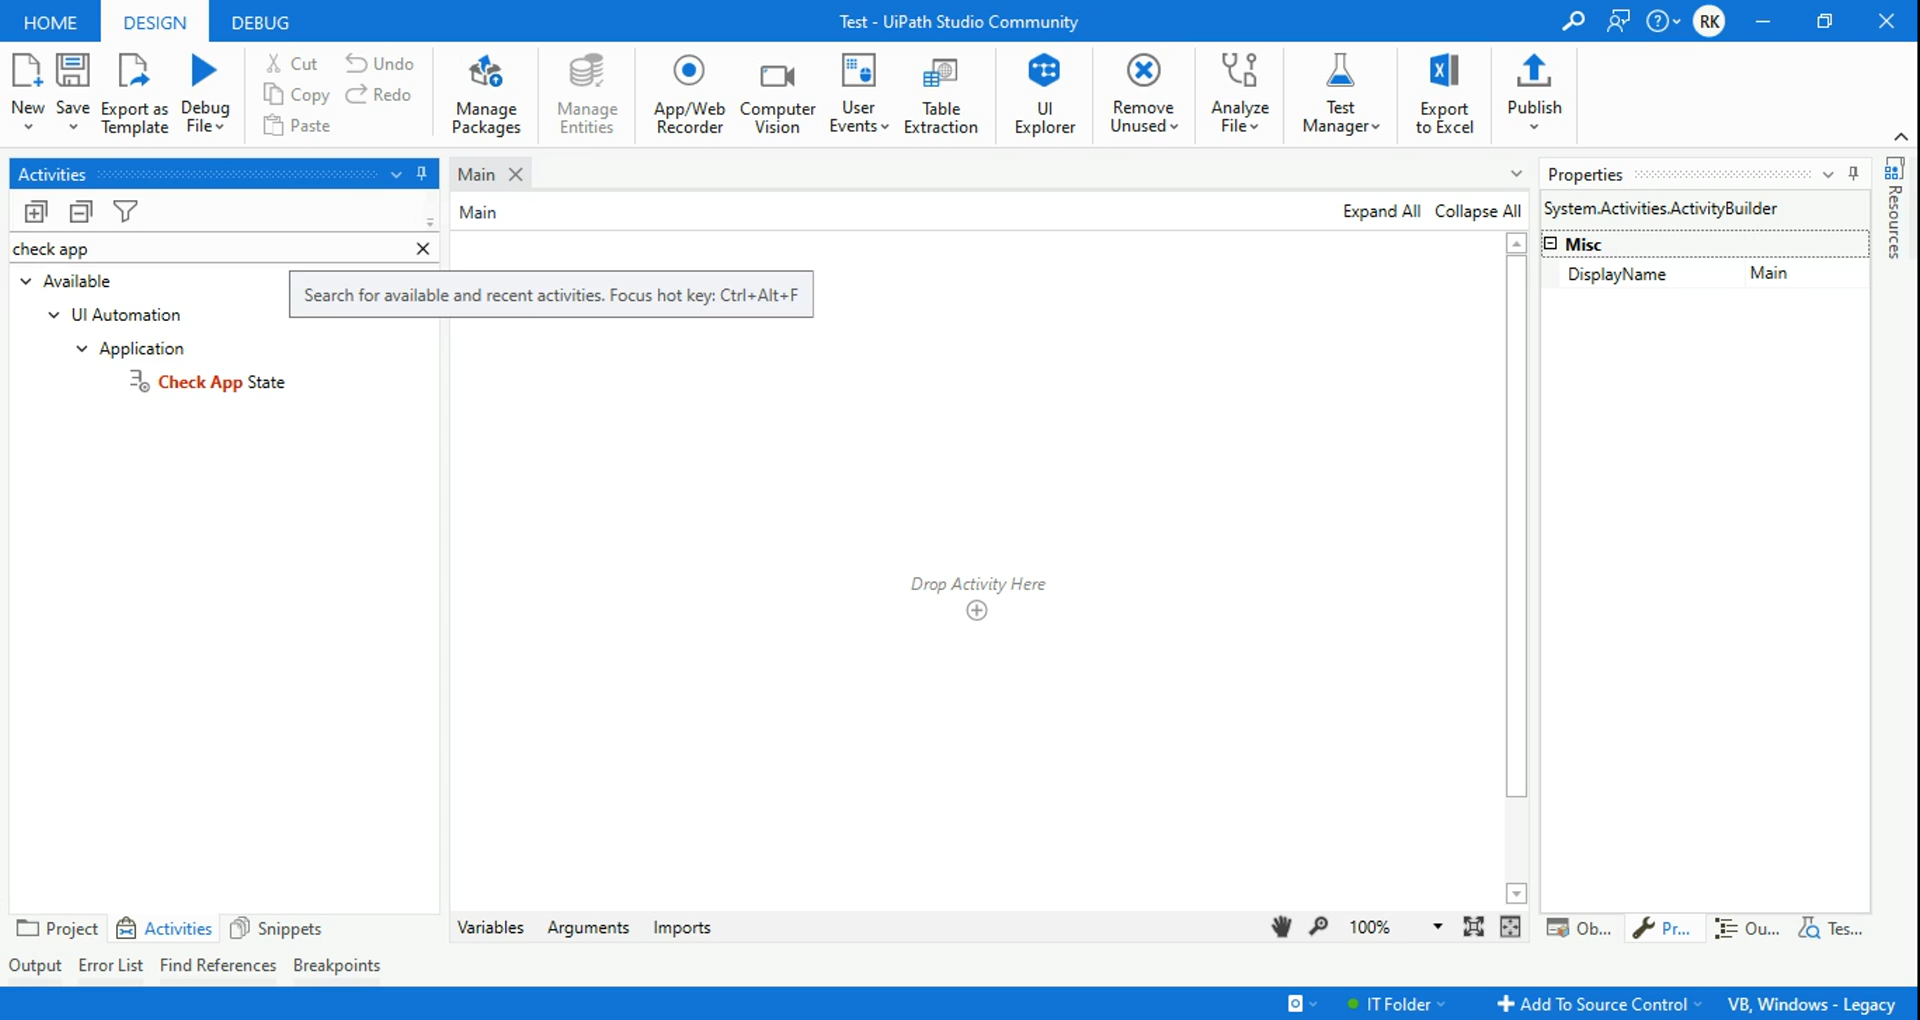 HOME DESIGN DEBUG Test - UiPath Studio Community RK
New Save Export as Template Debug File Cut Copy Paste Undo Redo Manage Packages Manage Entities App/Web Recorder Computer Vision User Events Table Extraction UI Explorer Remove Unused Analyze File Test Manager Export to Excel Publish
Activities
check app
Available
Search for available and recent activities. Focus hot key: Ctrl+Alt+F
UI Automation
Application
Check App State
Main
Main Expand All Collapse All
Drop Activity Here
Properties
System.Activities.ActivityBuilder
Misc
DisplayName Main
Resources
Project Activities Snippets
Variables Arguments Imports 100%
Ob... Pr... Ou... Tes...
Output Error List Find References Breakpoints
IT Folder Add To Source Control VB, Windows - Legacy